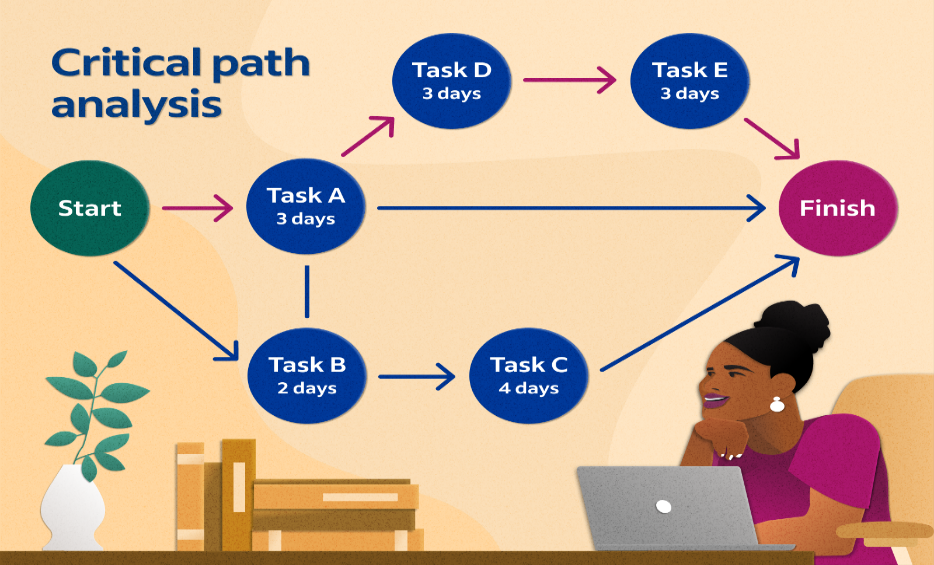 Critical path
analysis
Task D
3 days
Task E
3 days
Start
Task A
3 days
Finish
Task B
2 days
Task C
4 days